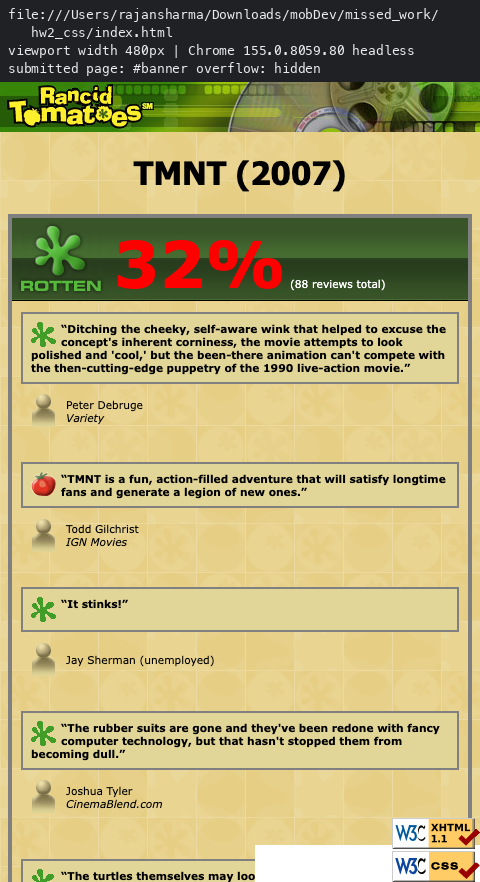 file:///Users/rajansharma/Downloads/mobDev/missed_work/
hw2_css/index.html
viewport width 480px | Chrome 155.0.8059.80 headless
submitted page: #banner overflow: hidden
Rancid
Tomatoes SM
TMNT (2007)
ROTTEN
32% (88 reviews total)
“Ditching the cheeky, self-aware wink that helped to excuse the
concept's inherent corniness, the movie attempts to look
polished and 'cool,' but the been-there animation can't compete with
the then-cutting-edge puppetry of the 1990 live-action movie.”
Peter Debruge
Variety
“TMNT is a fun, action-filled adventure that will satisfy longtime
fans and generate a legion of new ones.”
Todd Gilchrist
IGN Movies
“It stinks!”
Jay Sherman (unemployed)
“The rubber suits are gone and they've been redone with fancy
computer technology, but that hasn't stopped them from
becoming dull.”
Joshua Tyler
CinemaBlend.com
W3C XHTML
1.1
W3C CSS
“The turtles themselves may loo